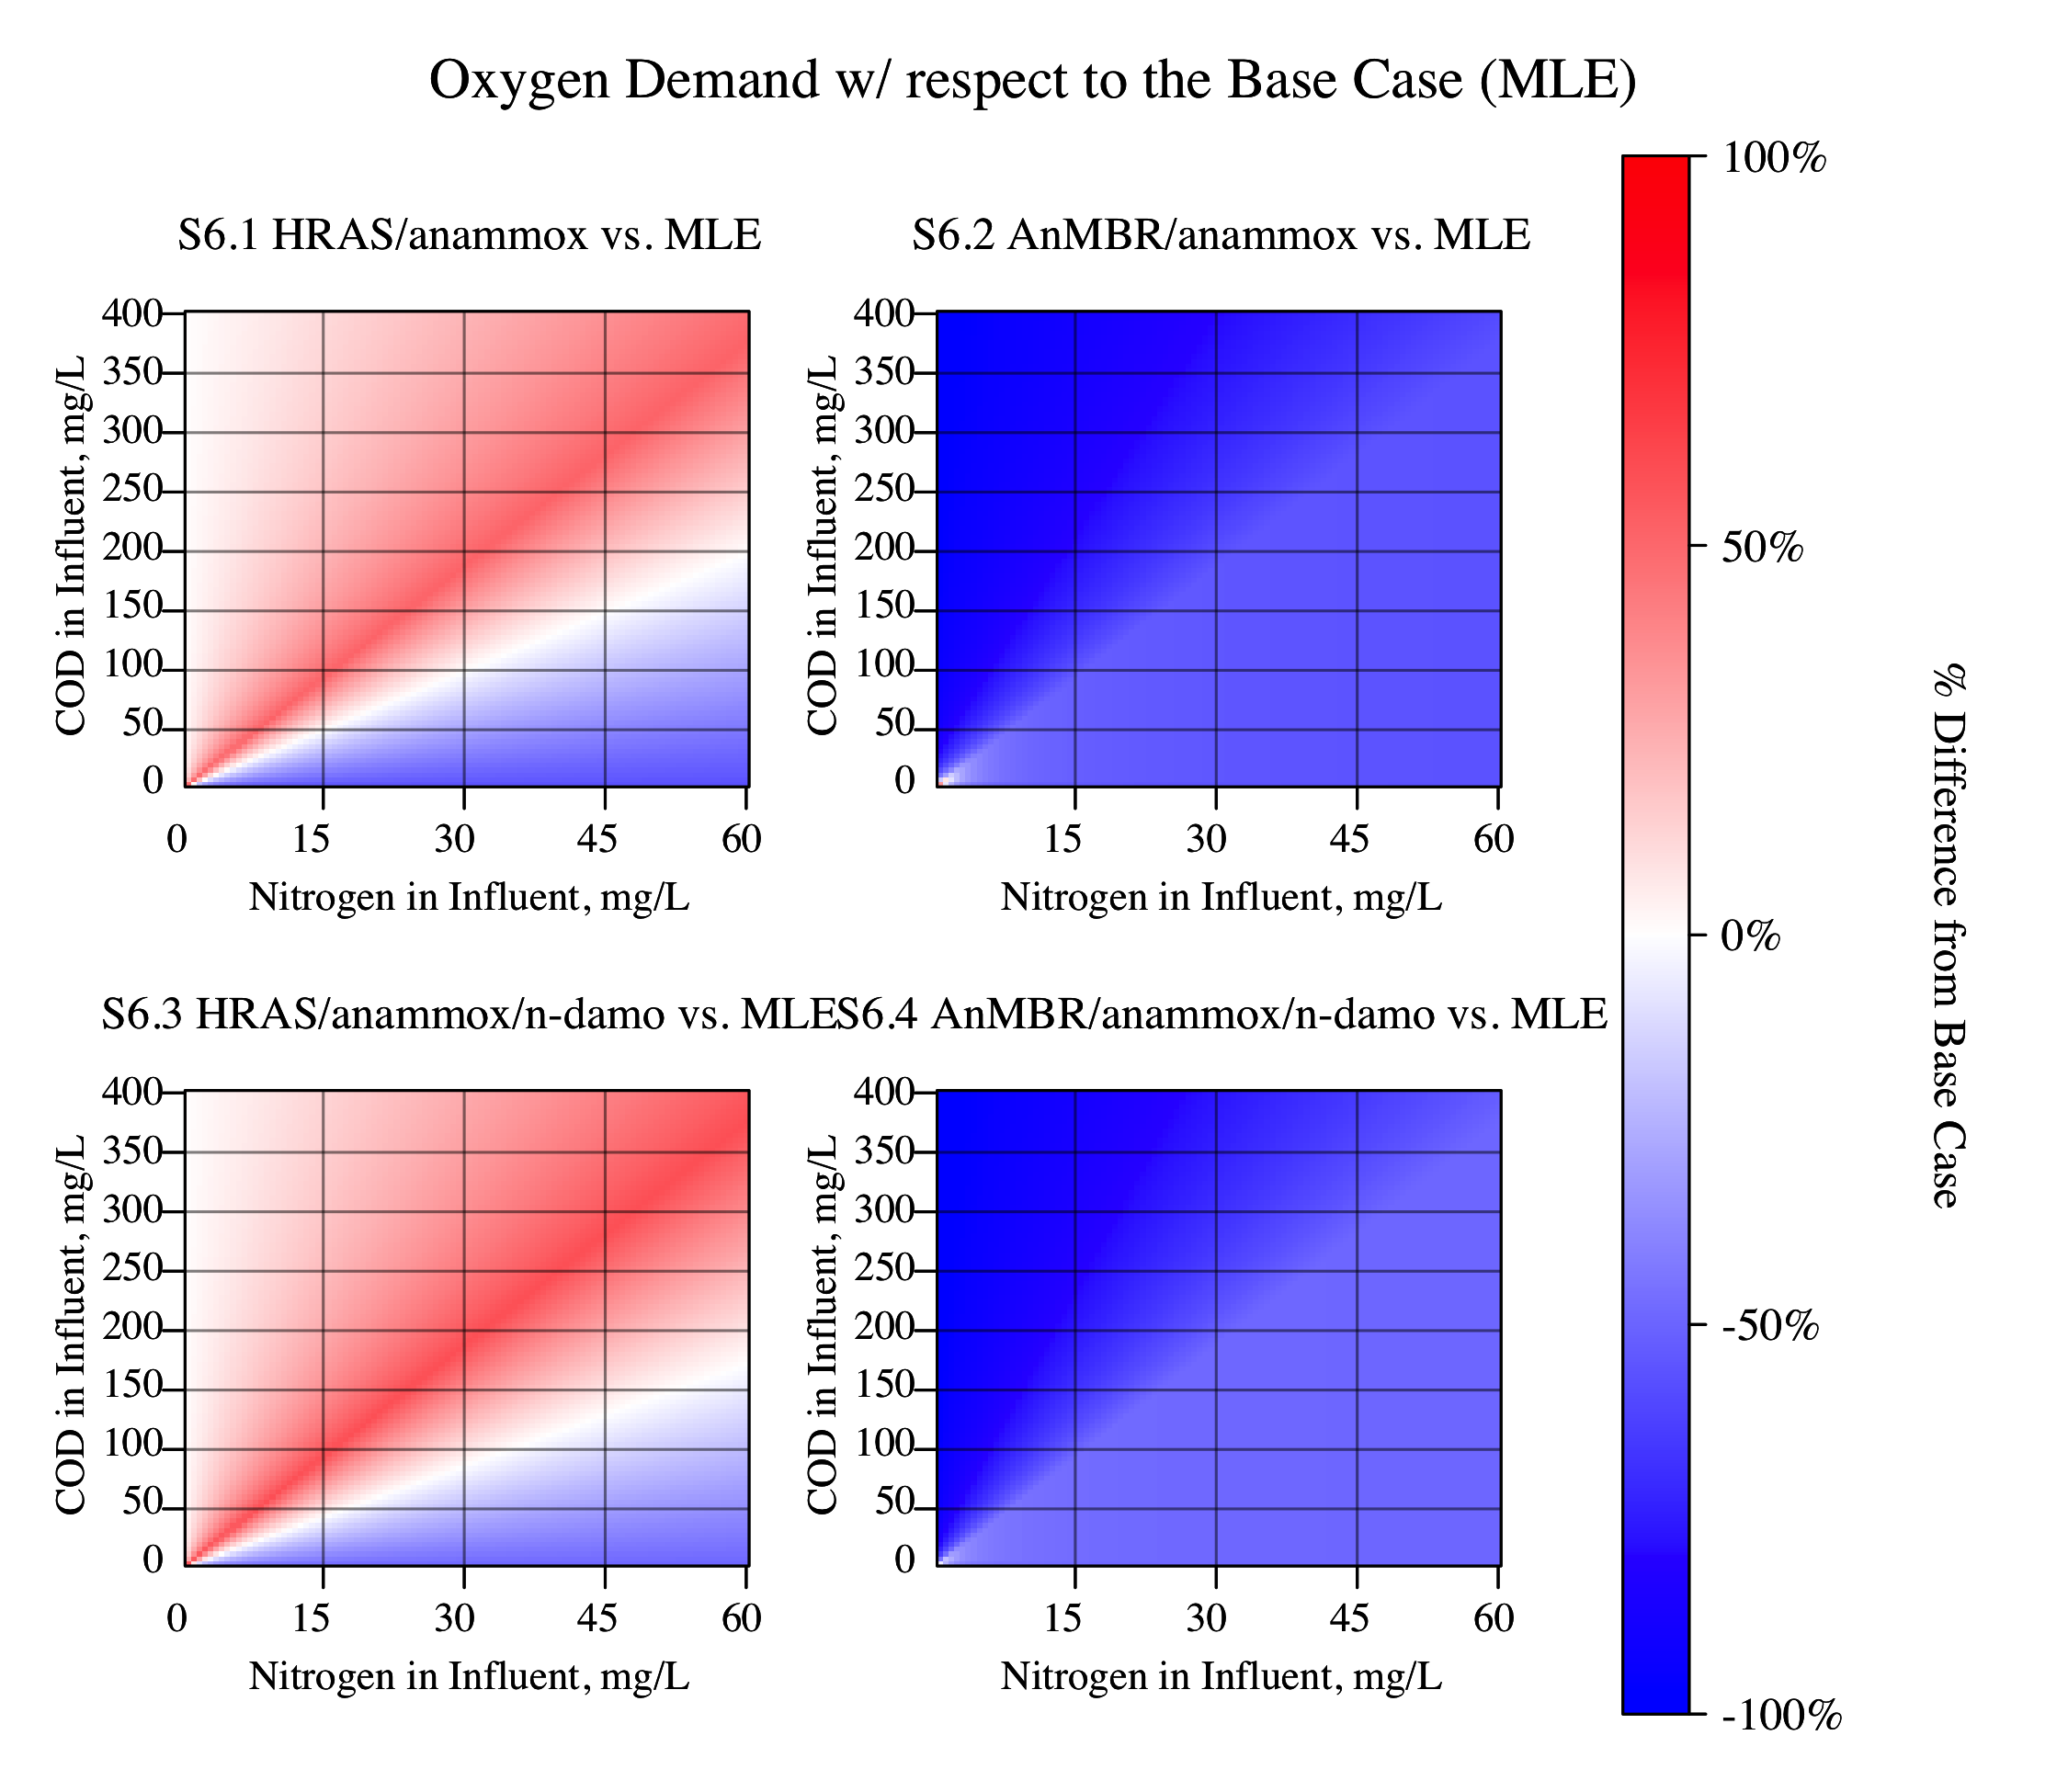 Oxygen Demand w/ respect to the Base Case (MLE)
S6.1 HRAS/anammox vs. MLE
COD in Influent, mg/L
400
350
300
250
200
150
100
50
0
0 15 30 45 60
Nitrogen in Influent, mg/L
S6.2 AnMBR/anammox vs. MLE
COD in Influent, mg/L
400
350
300
250
200
150
100
50
0
15 30 45 60
Nitrogen in Influent, mg/L
S6.3 HRAS/anammox/n-damo vs. MLE
COD in Influent, mg/L
400
350
300
250
200
150
100
50
0
0 15 30 45 60
Nitrogen in Influent, mg/L
S6.4 AnMBR/anammox/n-damo vs. MLE
COD in Influent, mg/L
400
350
300
250
200
150
100
50
0
15 30 45 60
Nitrogen in Influent, mg/L
100%
50%
0%
-50%
-100%
% Difference from Base Case